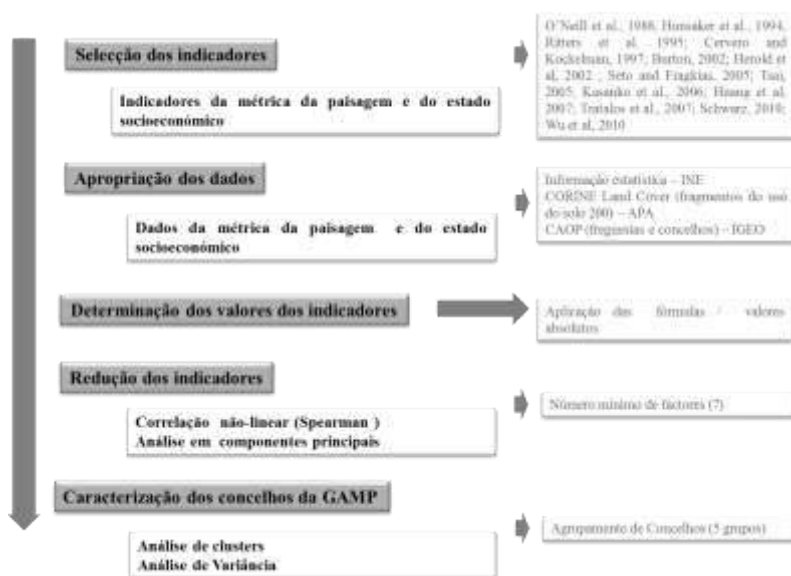 Selecção dos indicadores
O'Neill et al., 1988, Hunsaker et al., 1994,
Ritters et al. 1995; Cervero and
Kockelman, 1997; Burton, 2002; Herold et
al, 2002 ; Seto and Fragkias, 2005; Tsai,
2005, Kasanko et al., 2006, Huang et al,
2007; Tratalos et al., 2007; Schwarz, 2010;
Wu et al, 2010
Indicadores da métrica da paisagem e do estado
socioeconómico
Apropriação dos dados
Informação estatística – INE
CORINE Land Cover (fragmentos do uso
do solo 200) – APA
CAOP (freguesias e concelhos) – IGEO
Dados da métrica da paisagem e do estado
socioeconómico
Determinação dos valores dos indicadores
Aplicação das fórmulas / valores
absolutos
Redução dos indicadores
Correlação não-linear (Spearman )
Análise em componentes principais
Número mínimo de factores (7)
Caracterização dos concelhos da GAMP
Análise de clusters
Análise de Variância
Agrupamento de Concelhos (5 grupos)